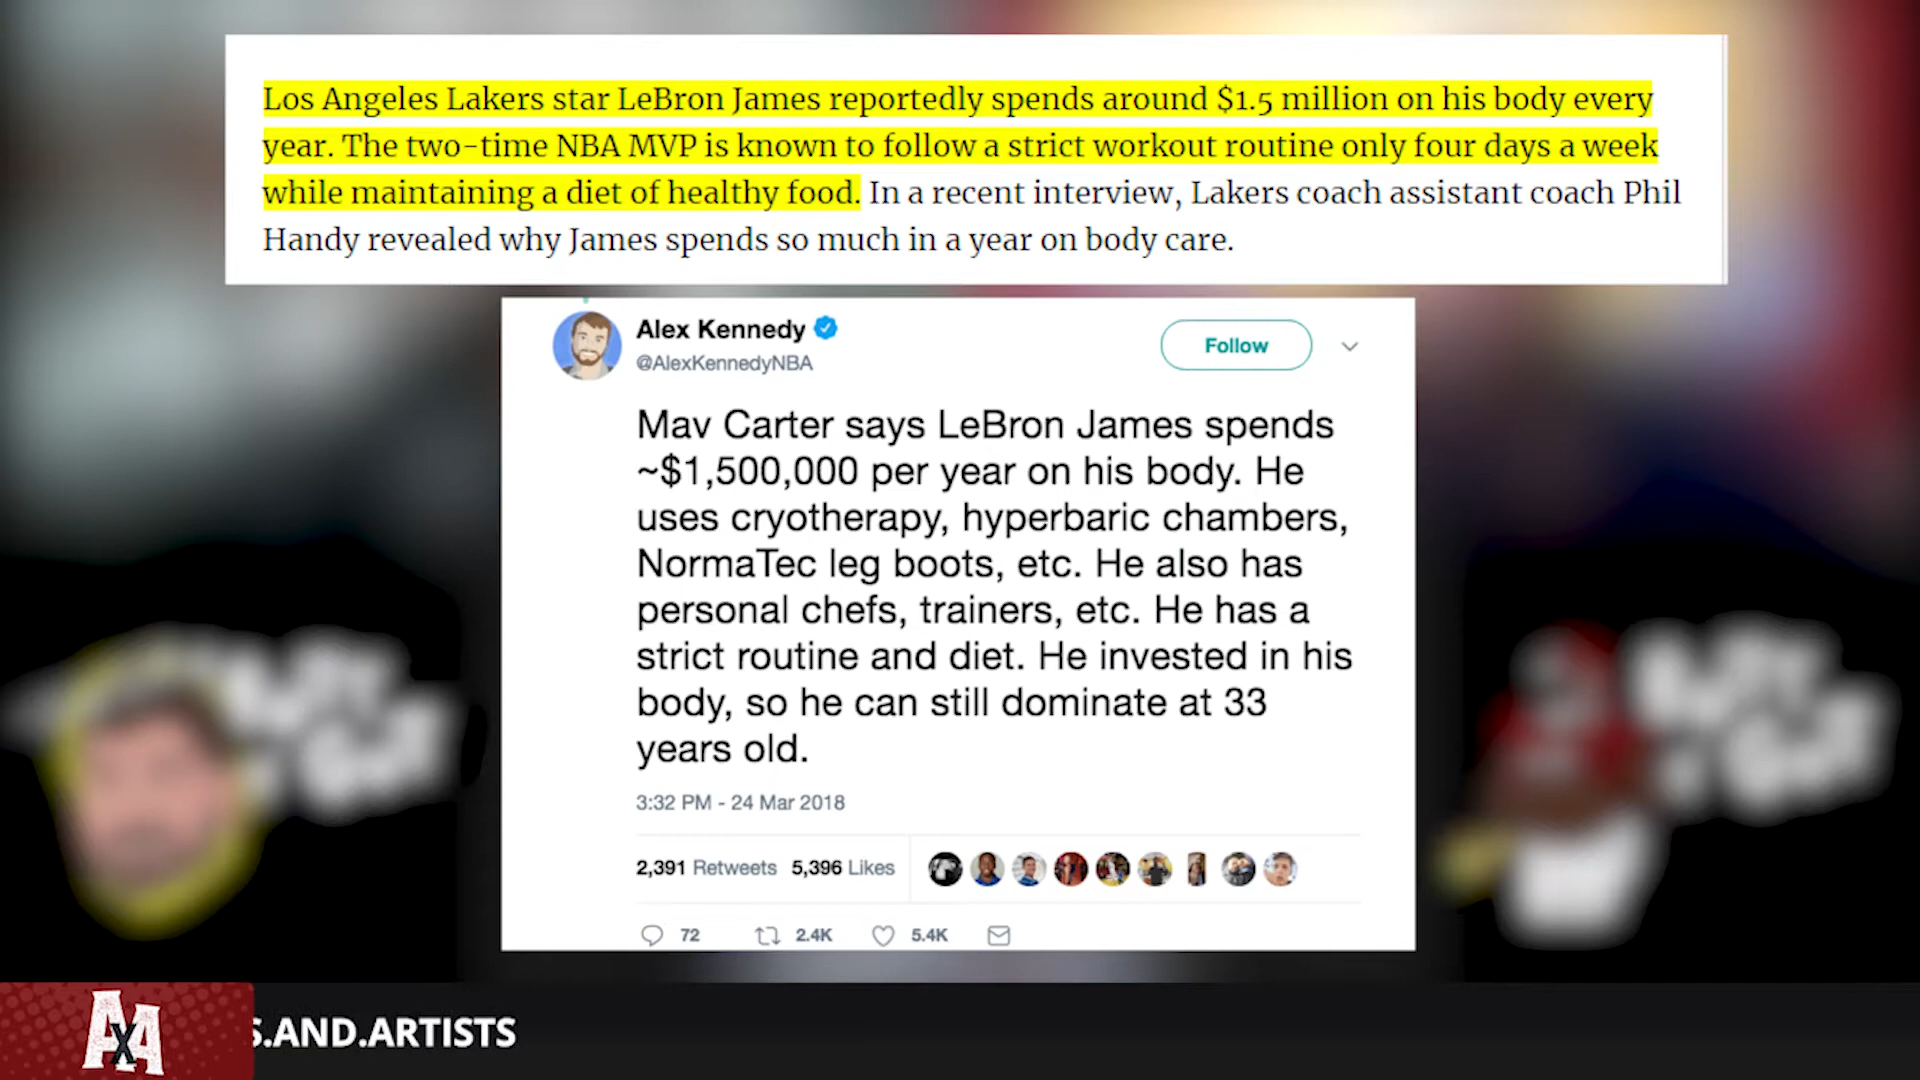 Los Angeles Lakers star LeBron James reportedly spends around $1.5 million on his body every
year. The two-time NBA MVP is known to follow a strict workout routine only four days a week
while maintaining a diet of healthy food. In a recent interview, Lakers coach assistant coach Phil
Handy revealed why James spends so much in a year on body care.
Alex Kennedy
@AlexKennedyNBA
Follow
Mav Carter says LeBron James spends
~$1,500,000 per year on his body. He
uses cryotherapy, hyperbaric chambers,
NormaTec leg boots, etc. He also has
personal chefs, trainers, etc. He has a
strict routine and diet. He invested in his
body, so he can still dominate at 33
years old.
3:32 PM - 24 Mar 2018
2,391 Retweets 5,396 Likes
72 2.4K 5.4K
AxA
S.AND.ARTISTS